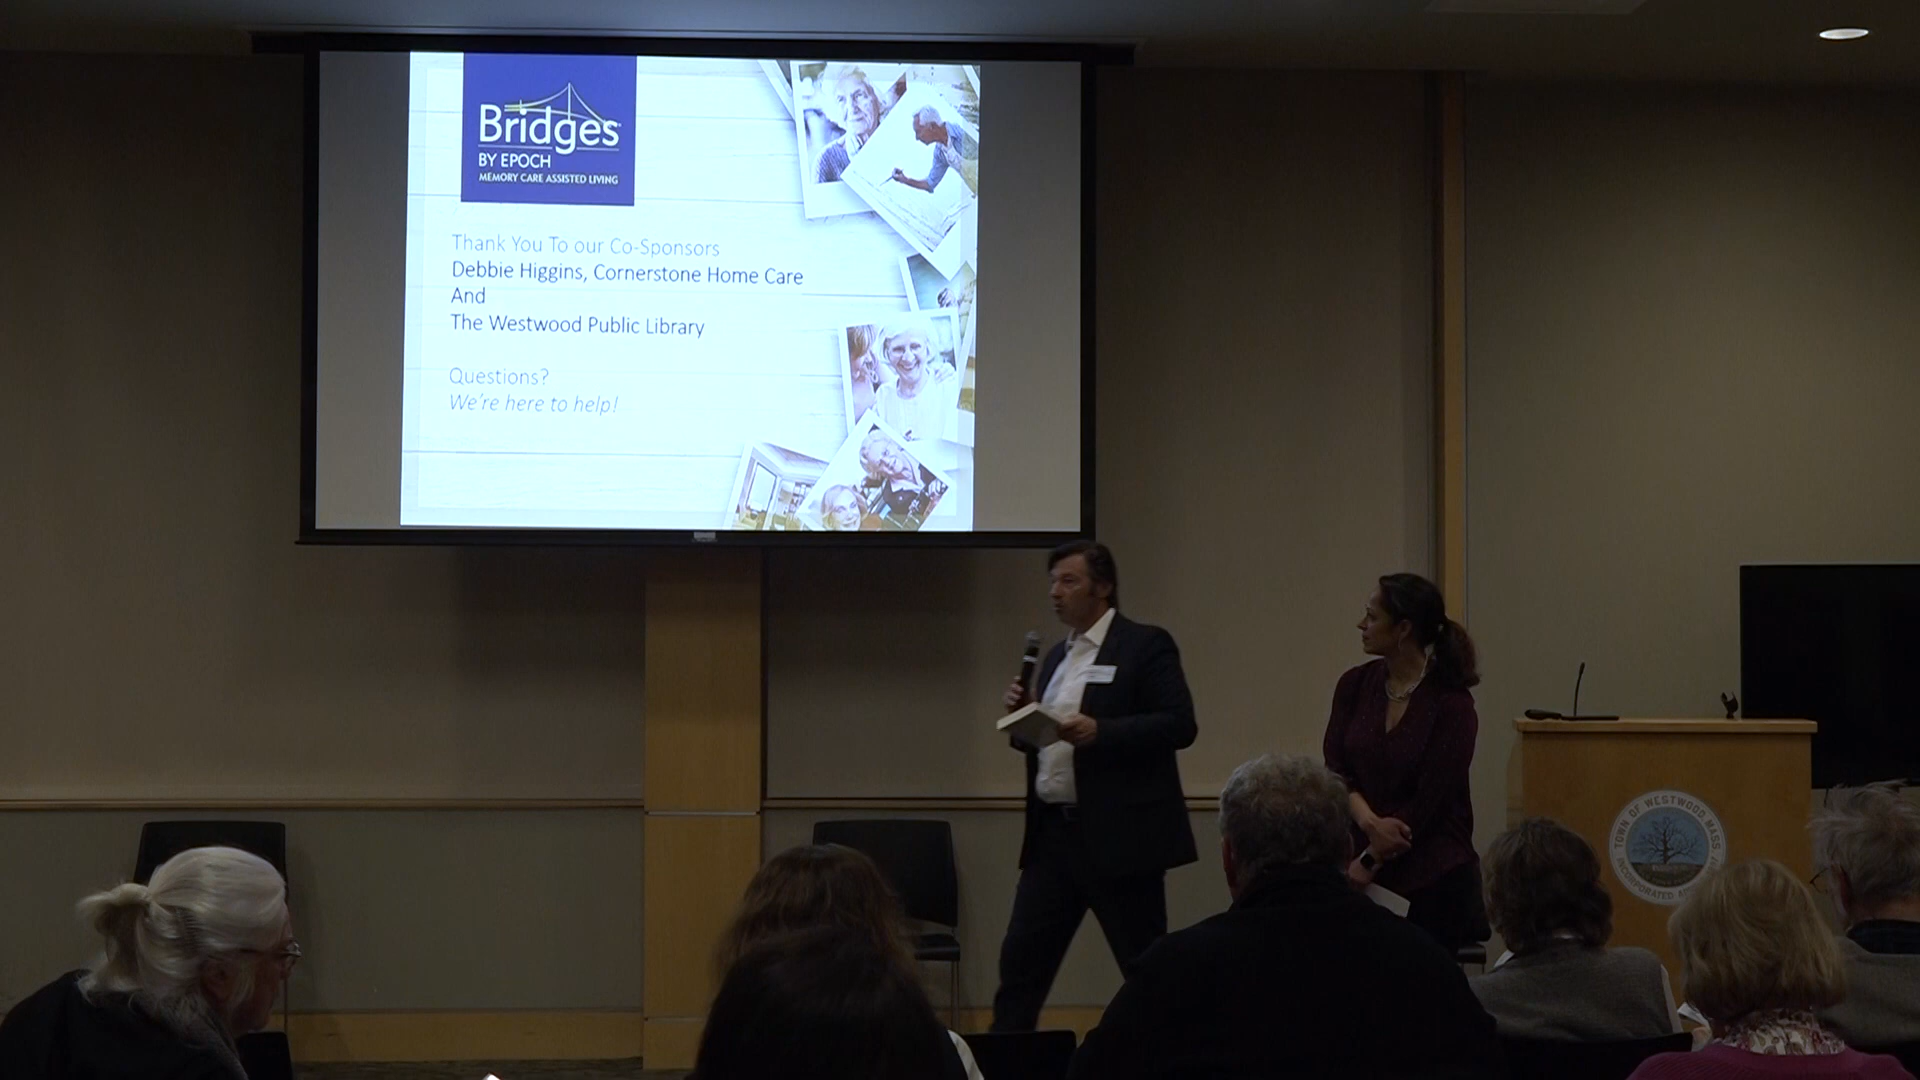 Bridges
BY EPOCH
MEMORY CARE ASSISTED LIVING
Thank You To our Co-Sponsors
Debbie Higgins, Cornerstone Home Care
And
The Westwood Public Library
Questions?
We're here to help!
TOWN OF WESTWOOD, MASS.
INCORPORATED